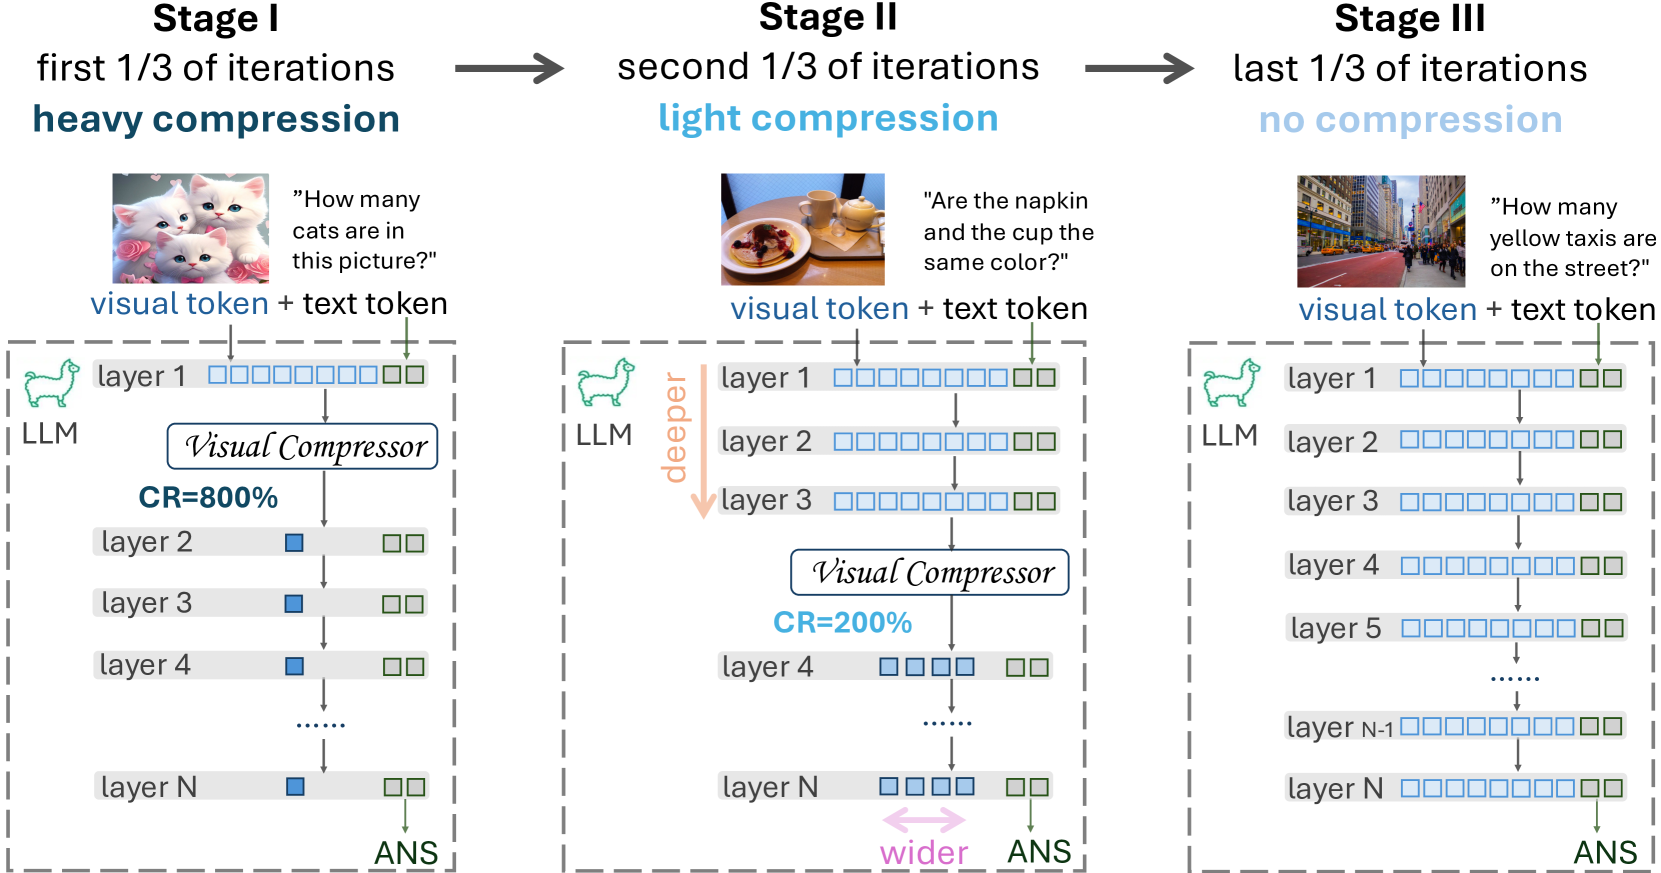 Stage I
first 1/3 of iterations
heavy compression
”How many
cats are in
this picture?"
visual token + text token
LLM
layer 1
Visual Compressor
CR=800%
layer 2
layer 3
layer 4
......
layer N
ANS
Stage II
second 1/3 of iterations
light compression
"Are the napkin
and the cup the
same color?"
visual token + text token
LLM
deeper
layer 1
layer 2
layer 3
Visual Compressor
CR=200%
layer 4
......
layer N
wider
ANS
Stage III
last 1/3 of iterations
no compression
”How many
yellow taxis are
on the street?"
visual token + text token
LLM
layer 1
layer 2
layer 3
layer 4
layer 5
......
layer N-1
layer N
ANS